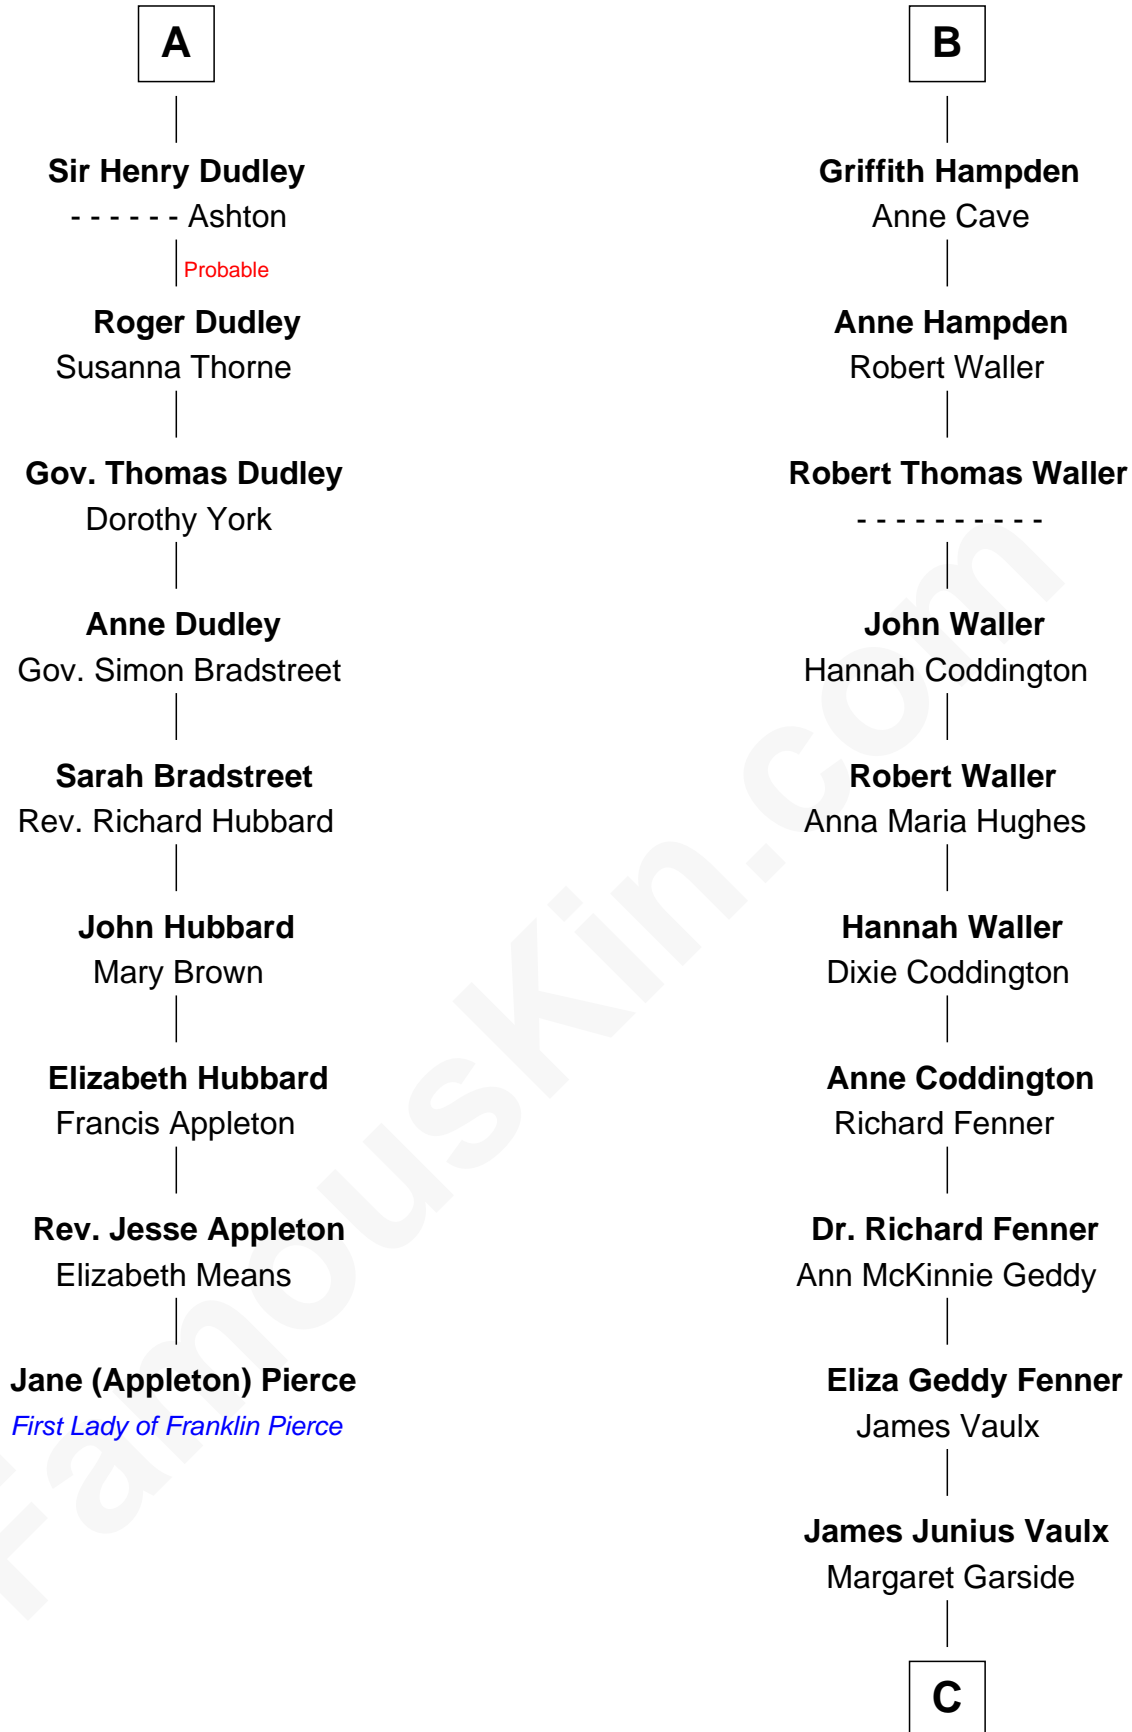 A
Sir Henry Dudley
- - - - - - Ashton
Probable
Roger Dudley
Susanna Thorne
Gov. Thomas Dudley
Dorothy York
Anne Dudley
Gov. Simon Bradstreet
Sarah Bradstreet
Rev. Richard Hubbard
John Hubbard
Mary Brown
Elizabeth Hubbard
Francis Appleton
Rev. Jesse Appleton
Elizabeth Means
Jane (Appleton) Pierce
First Lady of Franklin Pierce
B
Griffith Hampden
Anne Cave
Anne Hampden
Robert Waller
Robert Thomas Waller
- - - - - - - - - -
John Waller
Hannah Coddington
Robert Waller
Anna Maria Hughes
Hannah Waller
Dixie Coddington
Anne Coddington
Richard Fenner
Dr. Richard Fenner
Ann McKinnie Geddy
Eliza Geddy Fenner
James Vaulx
James Junius Vaulx
Margaret Garside
C
FamousKin.com